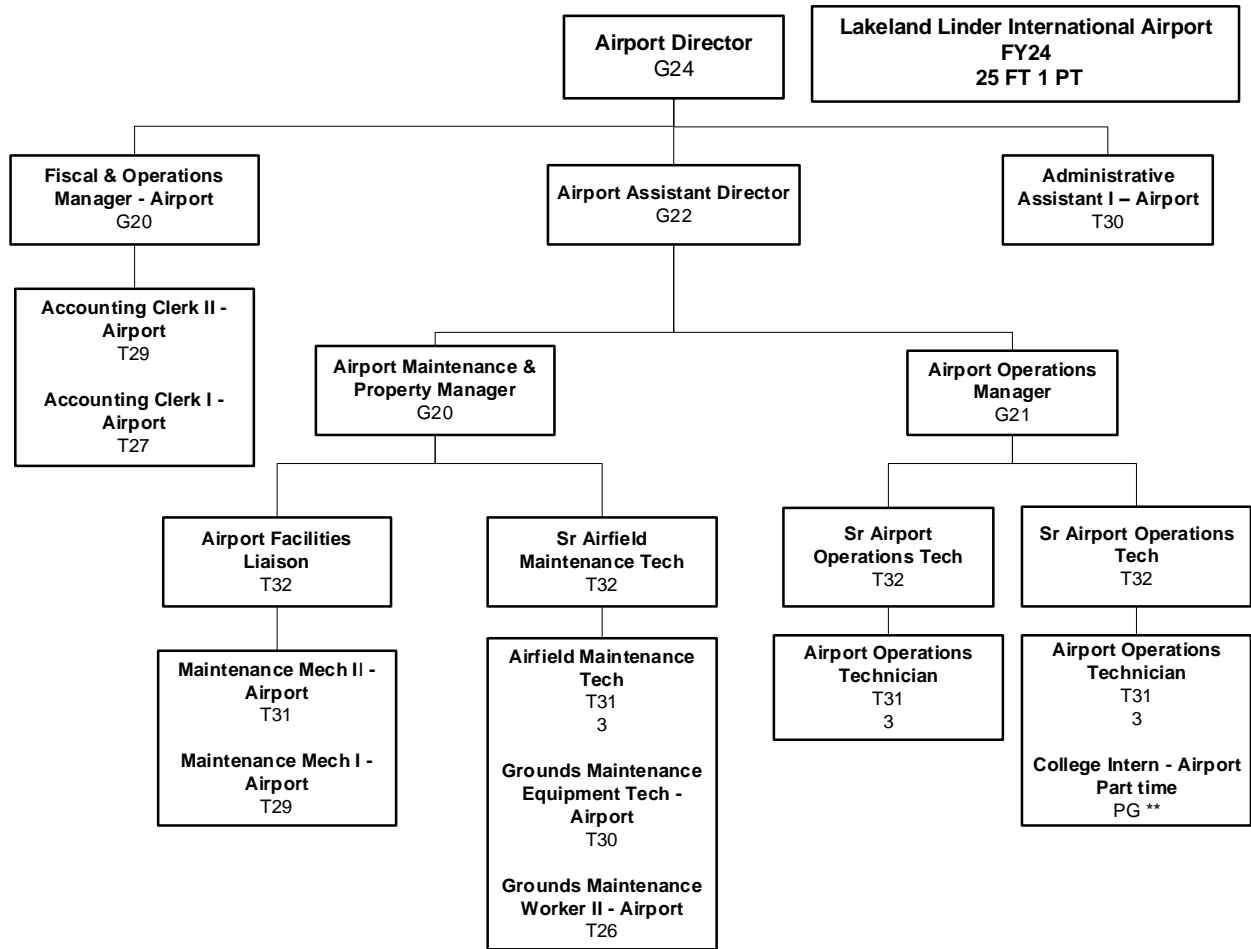 Airport Director
G24
Lakeland Linder International Airport
FY24
25 FT 1 PT
Fiscal & Operations
Manager - Airport
G20
Airport Assistant Director
G22
Administrative
Assistant I – Airport
T30
Accounting Clerk II -
Airport
T29
Accounting Clerk I -
Airport
T27
Airport Maintenance &
Property Manager
G20
Airport Operations
Manager
G21
Airport Facilities
Liaison
T32
Sr Airfield
Maintenance Tech
T32
Sr Airport
Operations Tech
T32
Sr Airport Operations
Tech
T32
Maintenance Mech II -
Airport
T31
Maintenance Mech I -
Airport
T29
Airfield Maintenance
Tech
T31
3
Grounds Maintenance
Equipment Tech -
Airport
T30
Grounds Maintenance
Worker II - Airport
T26
Airport Operations
Technician
T31
3
Airport Operations
Technician
T31
3
College Intern - Airport
Part time
PG **